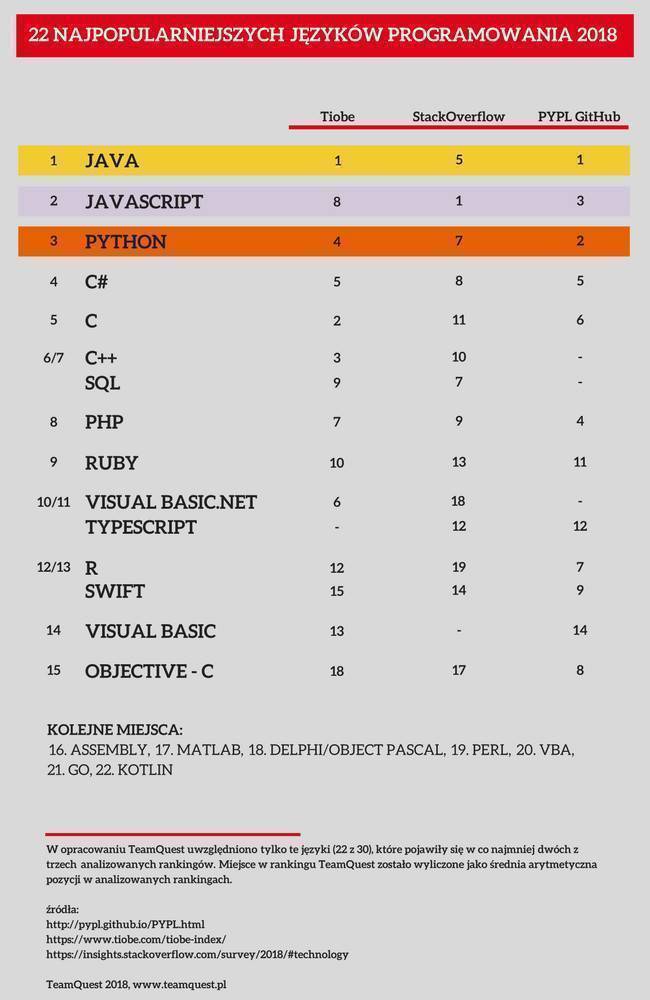 22 NAJPOPULARNIEJSZYCH JĘZYKÓW PROGRAMOWANIA 2018
Tiobe StackOverflow PYPL GitHub
1 JAVA 1 5 1
2 JAVASCRIPT 8 1 3
3 PYTHON 4 7 2
4 C# 5 8 5
5 C 2 11 6
6/7 C++ 3 10 -
SQL 9 7 -
8 PHP 7 9 4
9 RUBY 10 13 11
10/11 VISUAL BASIC.NET 6 18 -
TYPESCRIPT - 12 12
12/13 R 12 19 7
SWIFT 15 14 9
14 VISUAL BASIC 13 - 14
15 OBJECTIVE - C 18 17 8
KOLEJNE MIEJSCA:
16. ASSEMBLY, 17. MATLAB, 18. DELPHI/OBJECT PASCAL, 19. PERL, 20. VBA,
21. GO, 22. KOTLIN
W opracowaniu TeamQuest uwzględniono tylko te języki (22 z 30), które pojawiły się w co najmniej dwóch z
trzech analizowanych rankingów. Miejsce w rankingu TeamQuest zostało wyliczone jako średnia arytmetyczna
pozycji w analizowanych rankingach.
źródła:
http://pypl.github.io/PYPL.html
https://www.tiobe.com/tiobe-index/
https://insights.stackoverflow.com/survey/2018/#technology
TeamQuest 2018, www.teamquest.pl